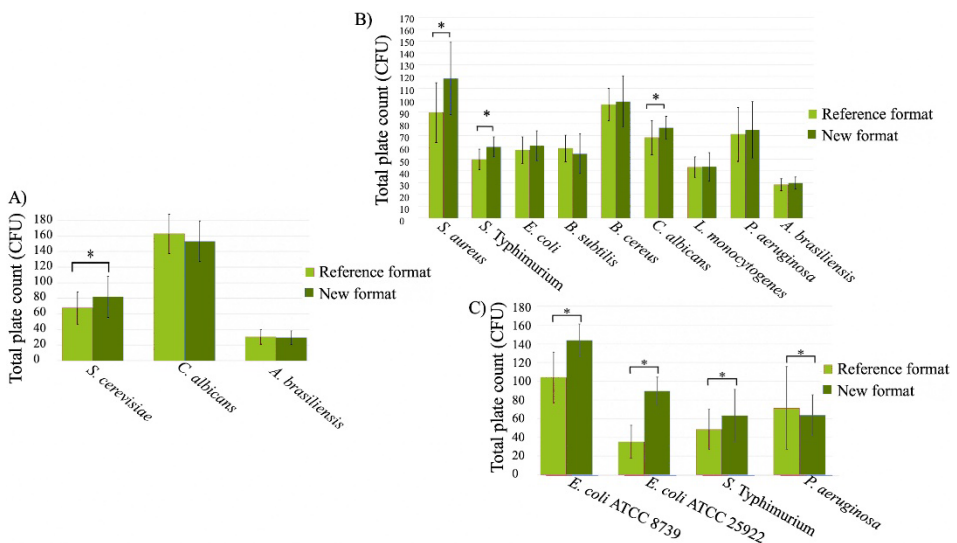 A)
Total plate count (CFU)
180
160
140
120
100
80
60
40
20
0
*
S. cerevisiae
C. albicans
A. brasiliensis
Reference format
New format
B)
Total plate count (CFU)
170
160
150
140
130
120
110
100
90
80
70
60
50
40
30
20
10
0
*
*
*
S. aureus
S. Typhimurium
E. coli
B. subtilis
B. cereus
C. albicans
L. monocytogenes
P. aeruginosa
A. brasiliensis
Reference format
New format
C)
Total plate count (CFU)
180
160
140
120
100
80
60
40
20
0
*
*
*
*
E. coli ATCC 8739
E. coli ATCC 25922
S. Typhimurium
P. aeruginosa
Reference format
New format